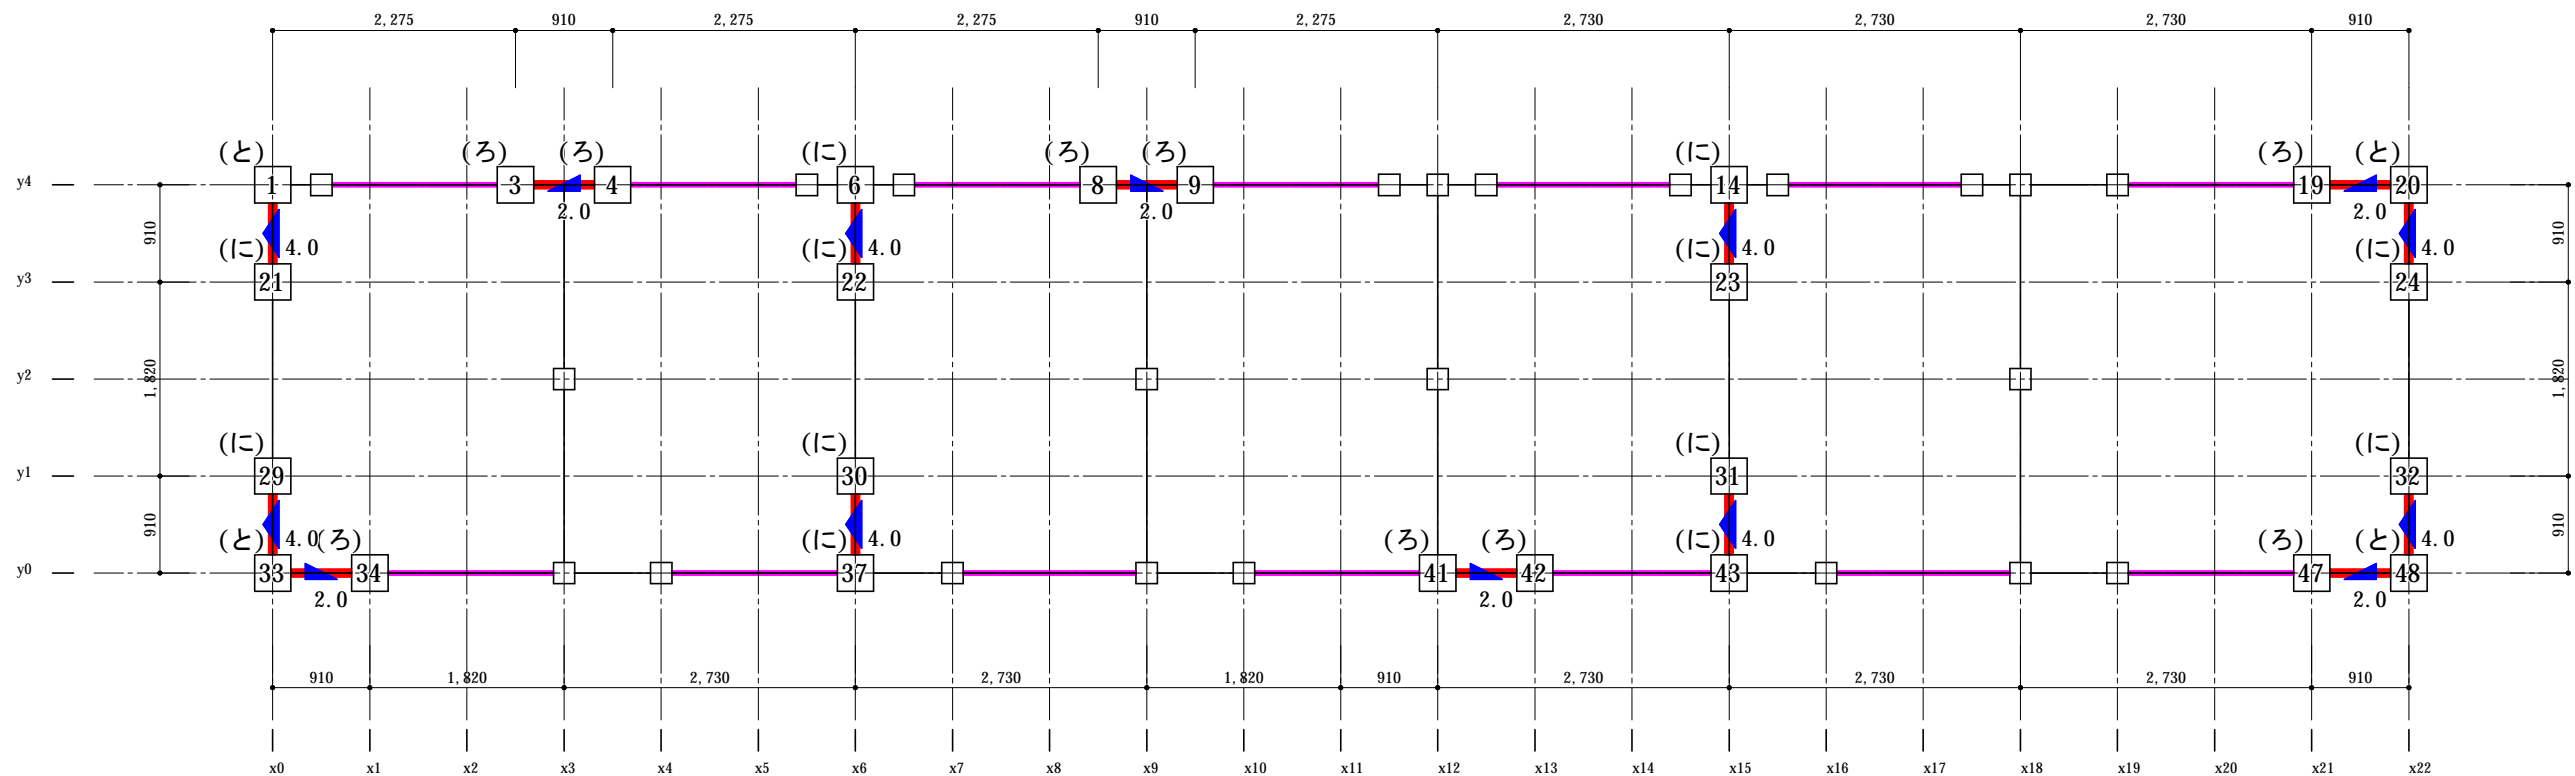 2,275 910 2,275 2,275 910 2,275 2,730 2,730 2,730 910
(と) (ろ) (ろ) (に) (ろ) (ろ) (に) (ろ) (と)
y4 1 3 4 6 8 9 14 19 20
2.0 2.0 2.0
910 910
(に) 4.0 (に) 4.0 (に) 4.0 (に) 4.0
y3 21 22 23 24
y2 1,820 1,820
(に) (に) (に) (に)
y1 29 30 31 32
910 910
(と) 4.0 (ろ) (に) 4.0 (ろ) (ろ) (に) 4.0 (ろ) (と) 4.0
y0 33 34 37 41 42 43 47 48
2.0 2.0 2.0
910 1,820 2,730 2,730 1,820 910 2,730 2,730 2,730 910
x0 x1 x2 x3 x4 x5 x6 x7 x8 x9 x10 x11 x12 x13 x14 x15 x16 x17 x18 x19 x20 x21 x22